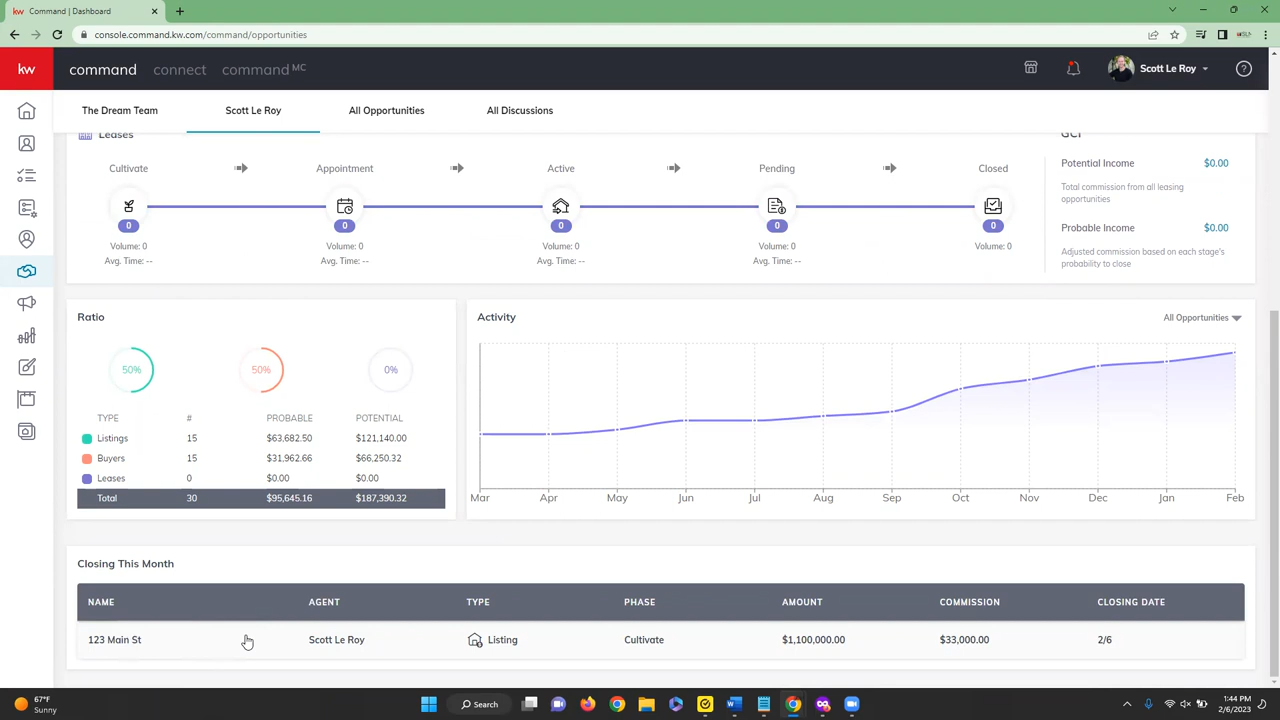 kw Command | Dashboard
console.command.kw.com/command/opportunities
kw command connect command MC Scott Le Roy
The Dream Team Scott Le Roy All Opportunities All Discussions
Leases
GCI
Cultivate Appointment Active Pending Closed
Potential Income $0.00
Total commission from all leasing
opportunities
0 0 0 0 0
Volume: 0 Volume: 0 Volume: 0 Volume: 0 Volume: 0
Avg. Time: -- Avg. Time: -- Avg. Time: -- Avg. Time: --
Probable Income $0.00
Adjusted commission based on each stage's
probability to close
Ratio
50% 50% 0%
TYPE # PROBABLE POTENTIAL
Listings 15 $63,682.50 $121,140.00
Buyers 15 $31,962.66 $66,250.32
Leases 0 $0.00 $0.00
Total 30 $95,645.16 $187,390.32
Activity All Opportunities
Mar Apr May Jun Jul Aug Sep Oct Nov Dec Jan Feb
Closing This Month
NAME AGENT TYPE PHASE AMOUNT COMMISSION CLOSING DATE
123 Main St Scott Le Roy Listing Cultivate $1,100,000.00 $33,000.00 2/6
67°F
Sunny
Search
1:44 PM
2/6/2023